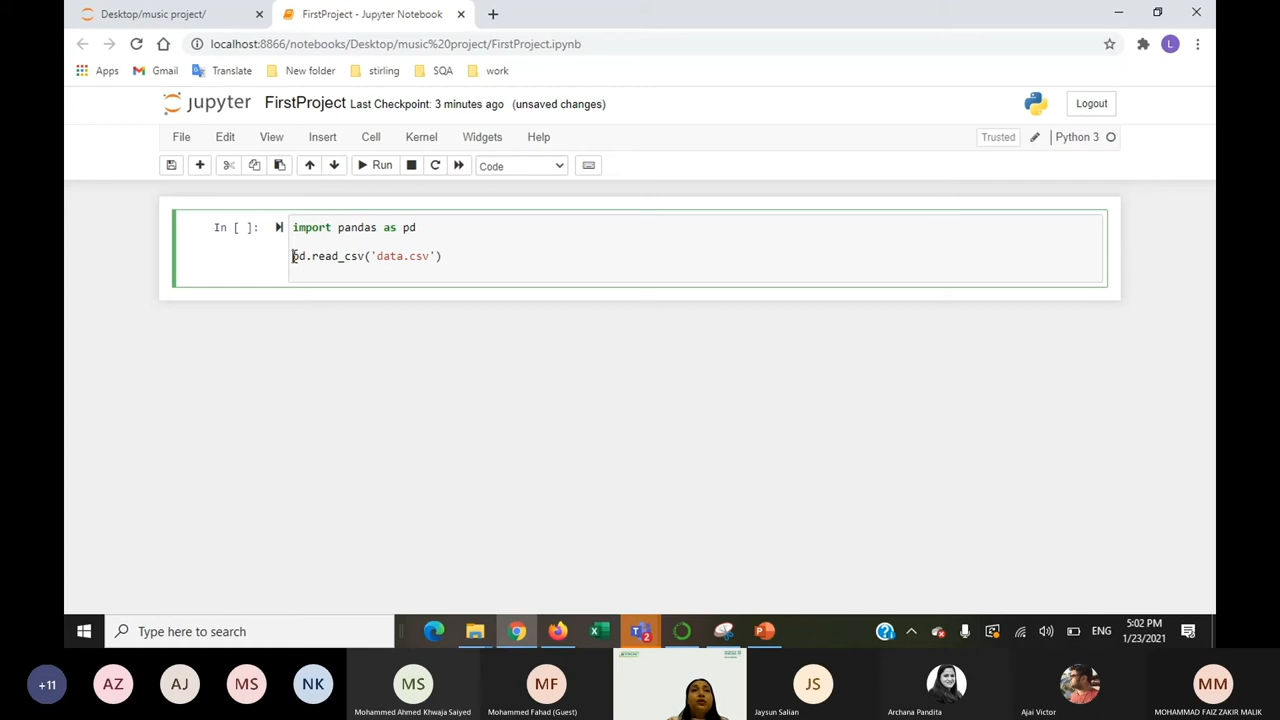 Desktop/music project/
FirstProject - Jupyter Notebook
localhost:8866/notebooks/Desktop/music%20project/FirstProject.ipynb
L
Apps
Gmail
Translate
New folder
stirling
SQA
work
jupyter
FirstProject Last Checkpoint: 3 minutes ago (unsaved changes)
Logout
File
Edit
View
Insert
Cell
Kernel
Widgets
Help
Trusted
Python 3
Run
Code
In [ ]:
import pandas as pd
pd.read_csv('data.csv')
Type here to search
2
ENG
5:02 PM
1/23/2021
+11
AZ
AJ
MS
NK
MS
Mohammed Ahmed Khwaja Saiyed
MF
Mohammed Fahad (Guest)
JS
Jaysun Salian
Archana Pandita
Ajai Victor
MM
MOHAMMAD FAIZ ZAKIR MALIK